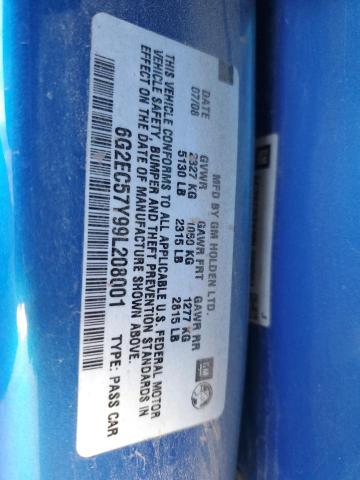 MFD BY GM HOLDEN LTD.
DATE GVWR GAWR FRT GAWR RR
07/08 2327 KG 1050 KG 1277 KG
5130 LB 2315 LB 2815 LB
THIS VEHICLE CONFORMS TO ALL APPLICABLE U.S. FEDERAL MOTOR
VEHICLE SAFETY, BUMPER AND THEFT PREVENTION STANDARDS IN
EFFECT ON THE DATE OF MANUFACTURE SHOWN ABOVE.
6G2EC57Y99L208001 TYPE: PASS CAR
GM